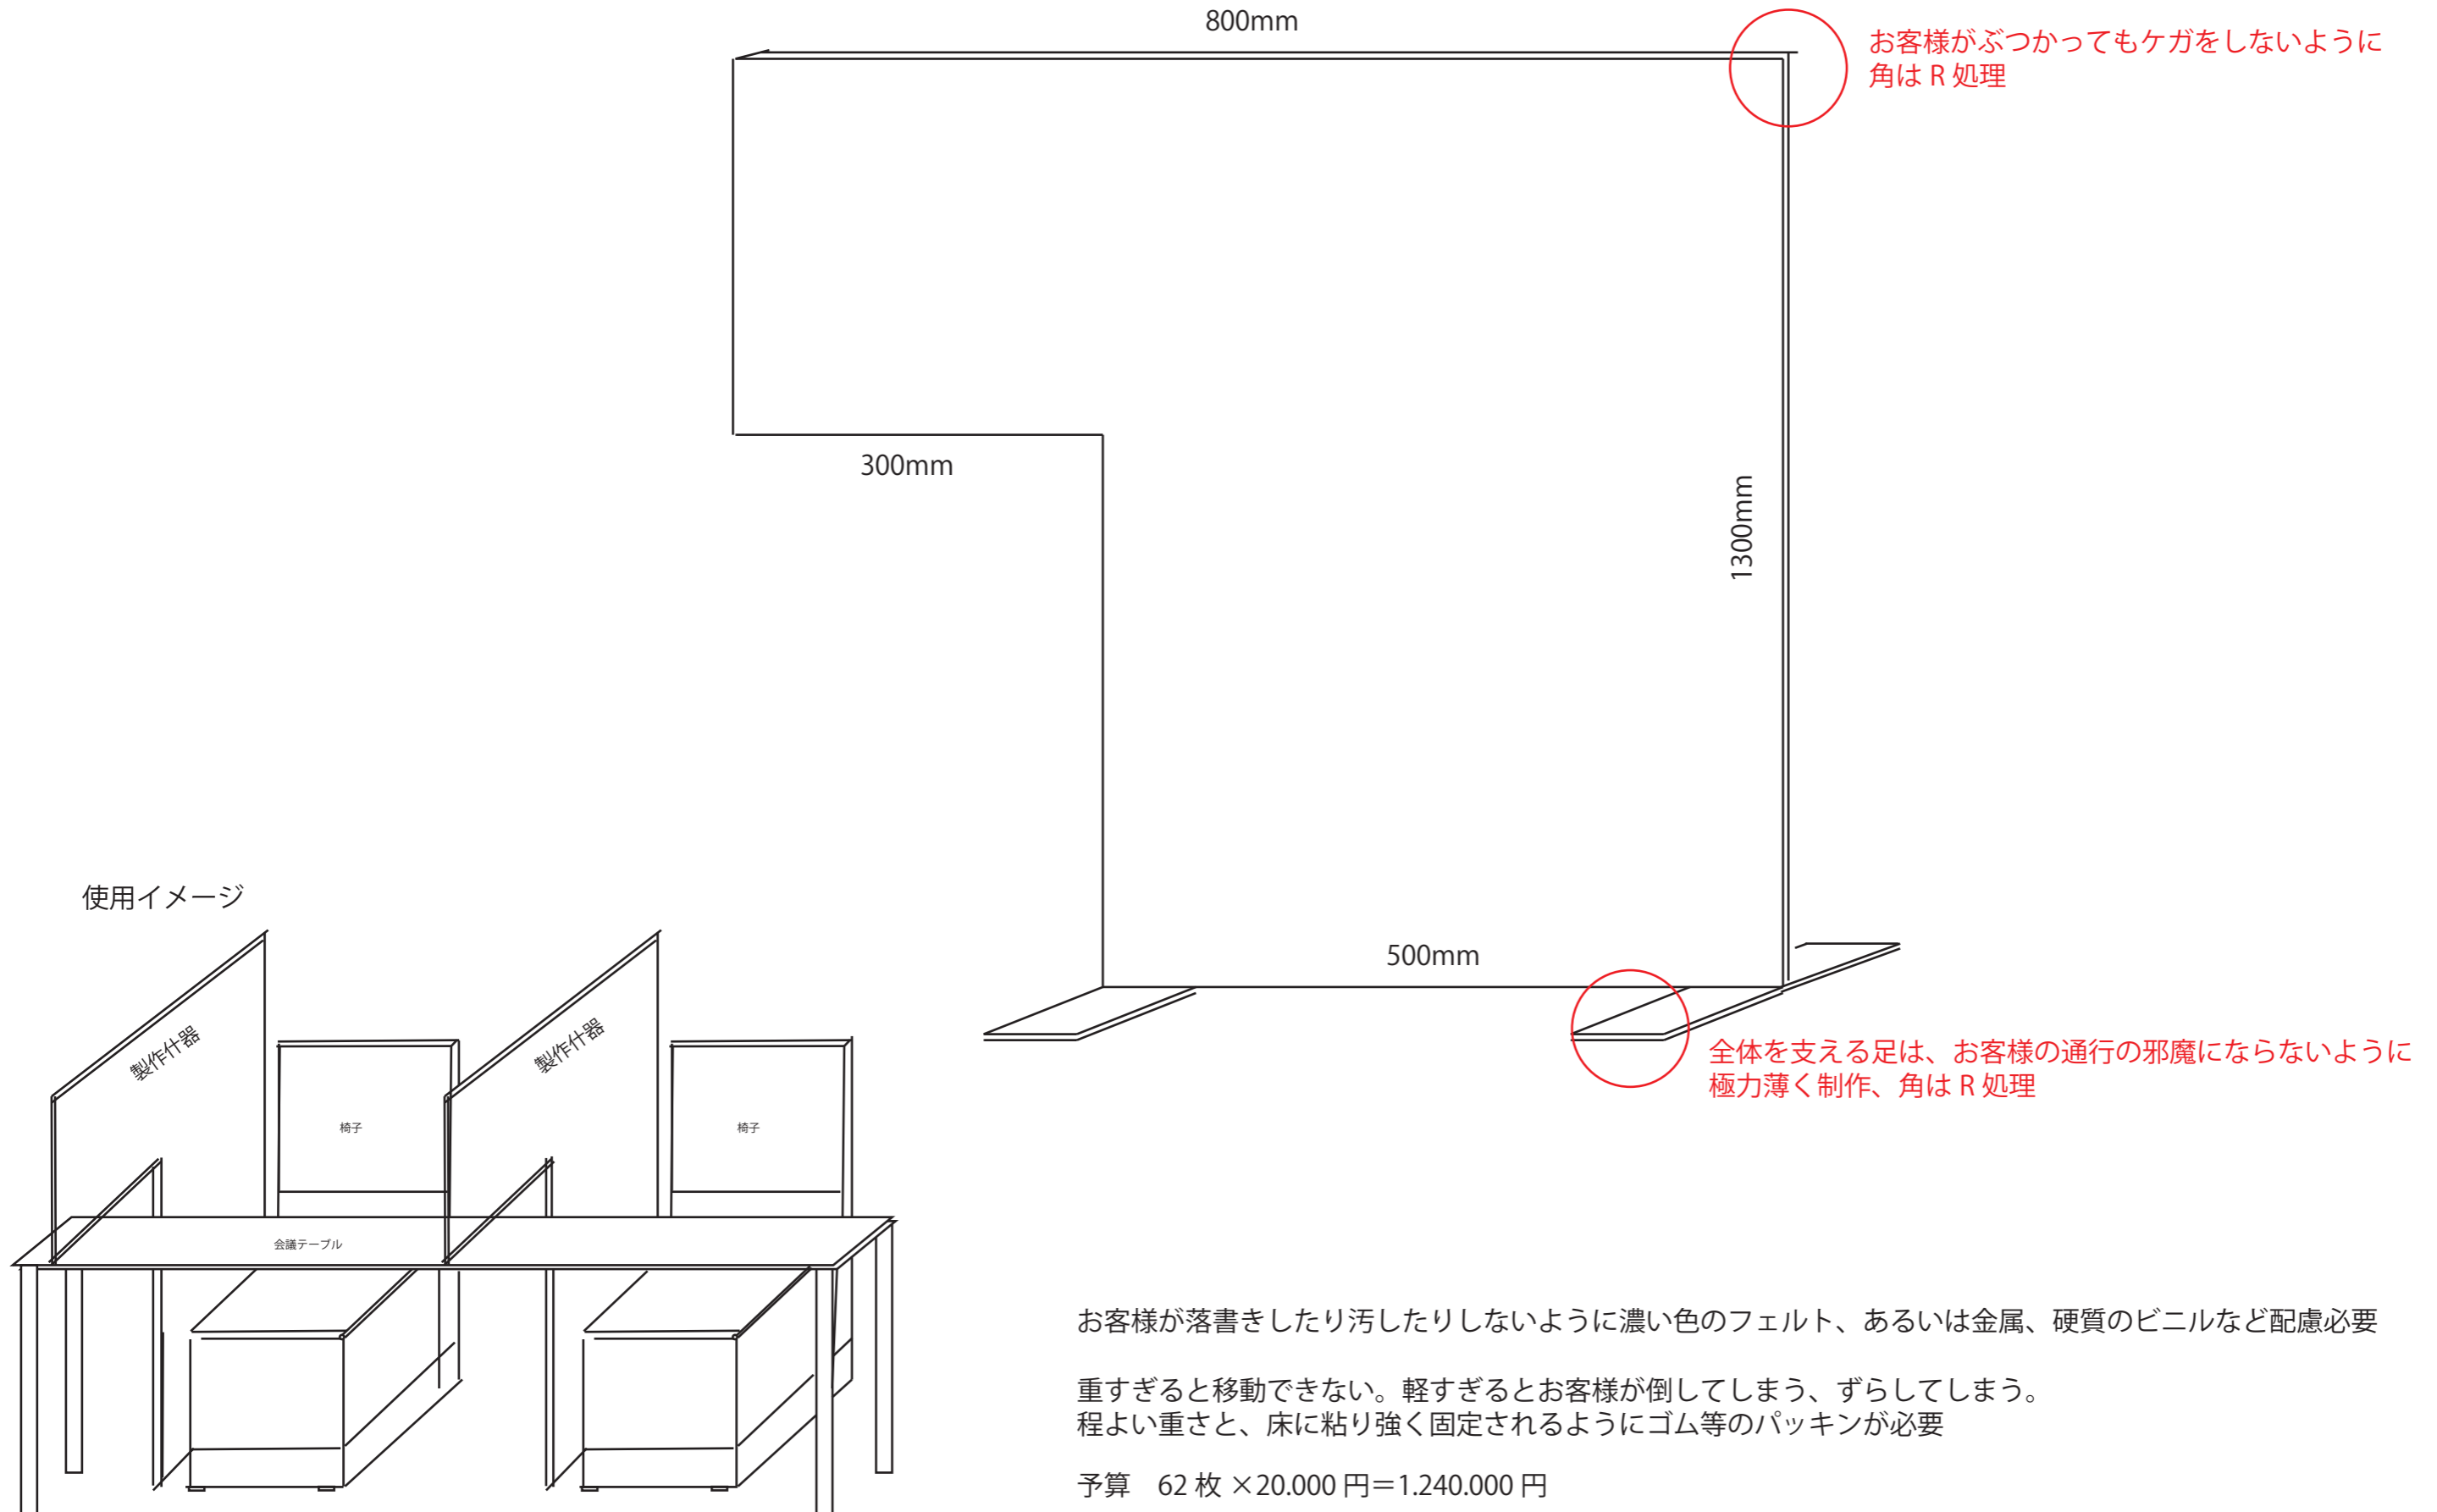 800mm
お客様がぶつかってもケガをしないように
角は R 処理
300mm
1300mm
500mm
全体を支える足は、お客様の通行の邪魔にならないように
極力薄く制作、角は R 処理
使用イメージ
製作什器
製作什器
椅子
椅子
会議テーブル
お客様が落書きしたり汚したりしないように濃い色のフェルト、あるいは金属、硬質のビニルなど配慮必要
重すぎると移動できない。軽すぎるとお客様が倒してしまう、ずらしてしまう。
程よい重さと、床に粘り強く固定されるようにゴム等のパッキンが必要
予算　62 枚 ×20.000 円＝1.240.000 円